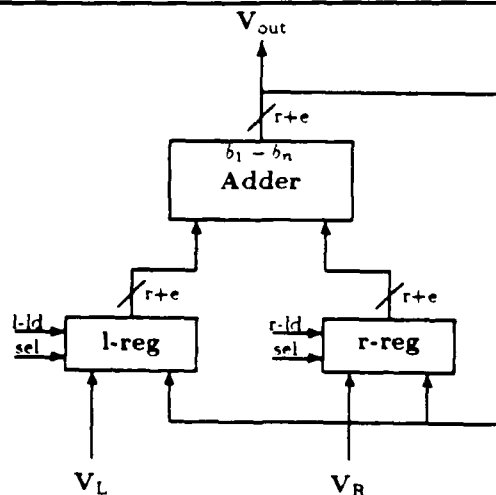 V_out
r+e
b_1 - b_n
Adder
r+e
r+e
l-ld
sel
l-reg
r-ld
sel
r-reg
V_L
V_R